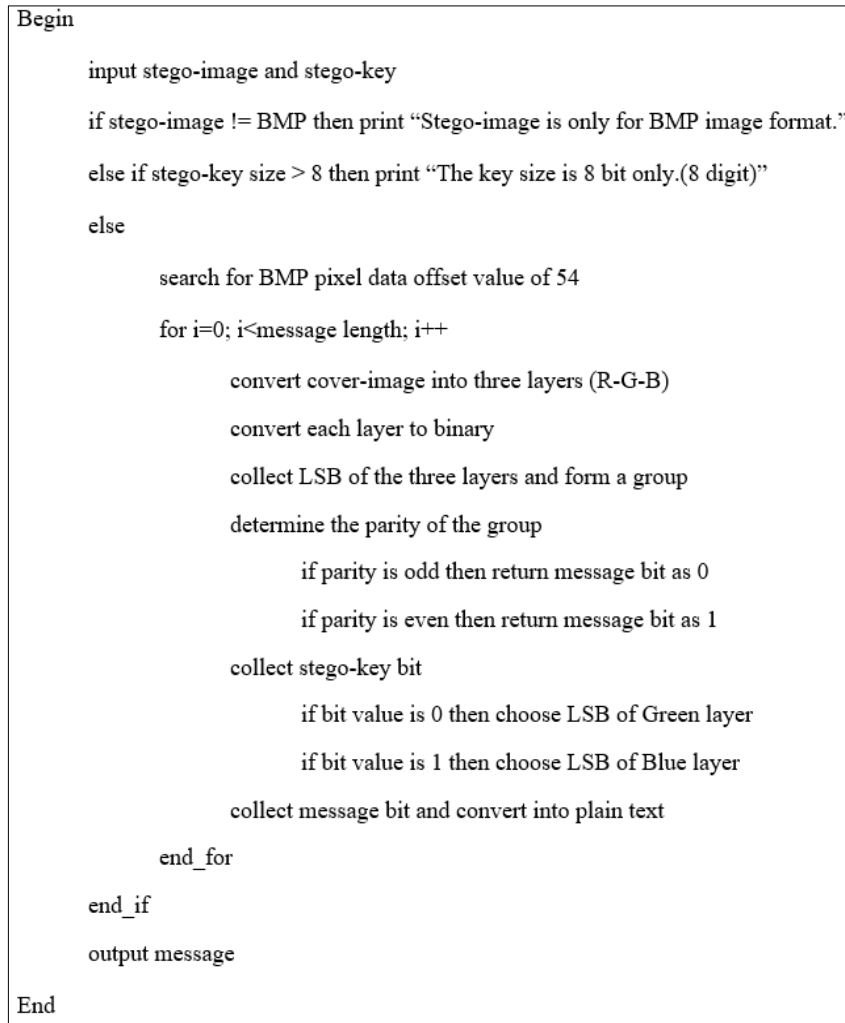 Begin
input stego-image and stego-key
if stego-image != BMP then print “Stego-image is only for BMP image format.”
else if stego-key size > 8 then print “The key size is 8 bit only.(8 digit)”
else
search for BMP pixel data offset value of 54
for i=0; i<message length; i++
convert cover-image into three layers (R-G-B)
convert each layer to binary
collect LSB of the three layers and form a group
determine the parity of the group
if parity is odd then return message bit as 0
if parity is even then return message bit as 1
collect stego-key bit
if bit value is 0 then choose LSB of Green layer
if bit value is 1 then choose LSB of Blue layer
collect message bit and convert into plain text
end_for
end_if
output message
End